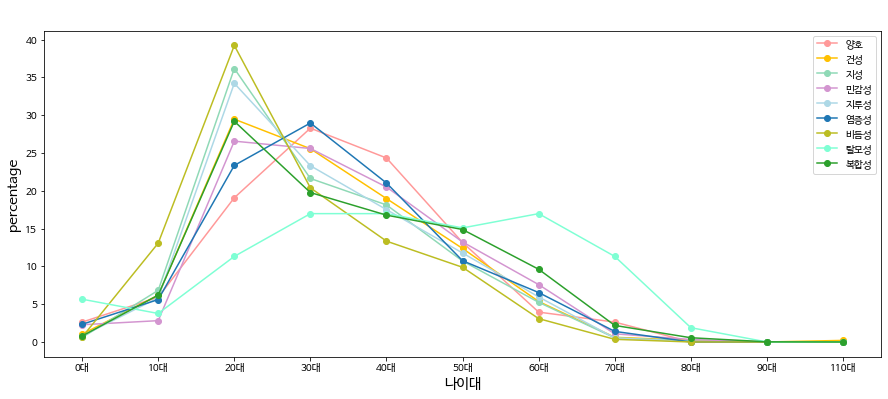 40
35
30
25
20
15
10
5
0
percentage
0대 10대 20대 30대 40대 50대 60대 70대 80대 90대 110대
나이대
양호
건성
지성
민감성
지루성
염증성
비듬성
탈모성
복합성